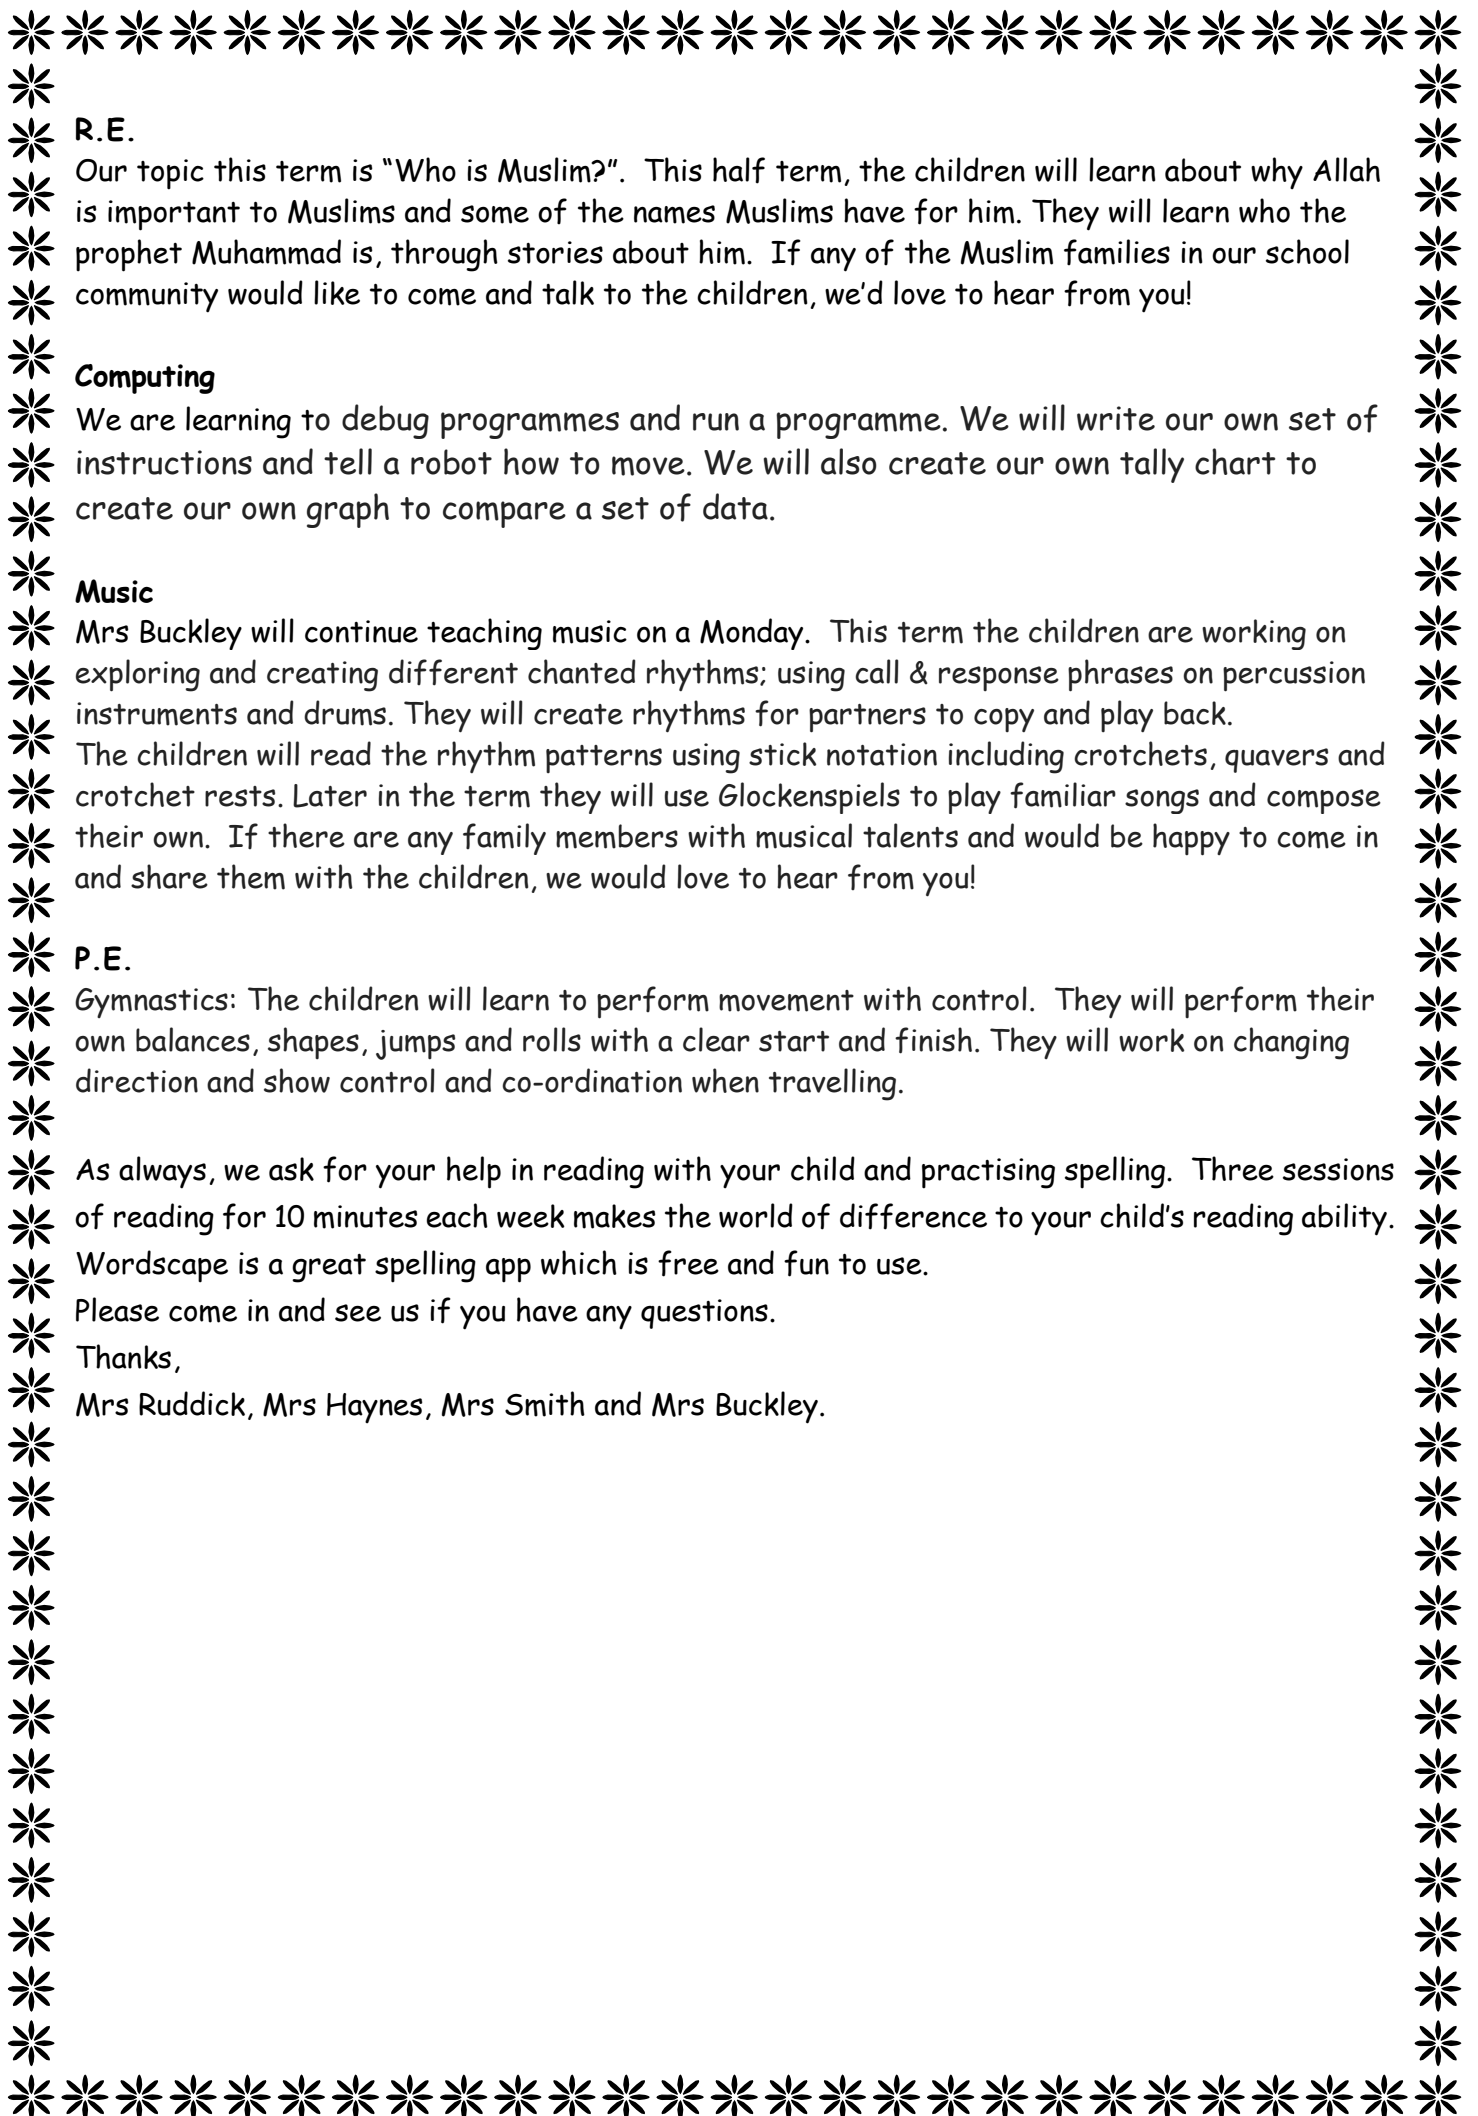 R.E.
Our topic this term is “Who is Muslim?”.  This half term, the children will learn about why Allah
is important to Muslims and some of the names Muslims have for him. They will learn who the
prophet Muhammad is, through stories about him.  If any of the Muslim families in our school
community would like to come and talk to the children, we’d love to hear from you!
Computing
We are learning to debug programmes and run a programme. We will write our own set of
instructions and tell a robot how to move. We will also create our own tally chart to
create our own graph to compare a set of data.
Music
Mrs Buckley will continue teaching music on a Monday.  This term the children are working on
exploring and creating different chanted rhythms; using call & response phrases on percussion
instruments and drums. They will create rhythms for partners to copy and play back.
The children will read the rhythm patterns using stick notation including crotchets, quavers and
crotchet rests. Later in the term they will use Glockenspiels to play familiar songs and compose
their own.  If there are any family members with musical talents and would be happy to come in
and share them with the children, we would love to hear from you!
P.E.
Gymnastics: The children will learn to perform movement with control.  They will perform their
own balances, shapes, jumps and rolls with a clear start and finish. They will work on changing
direction and show control and co-ordination when travelling.
As always, we ask for your help in reading with your child and practising spelling.  Three sessions
of reading for 10 minutes each week makes the world of difference to your child’s reading ability.
Wordscape is a great spelling app which is free and fun to use.
Please come in and see us if you have any questions.
Thanks,
Mrs Ruddick, Mrs Haynes, Mrs Smith and Mrs Buckley.